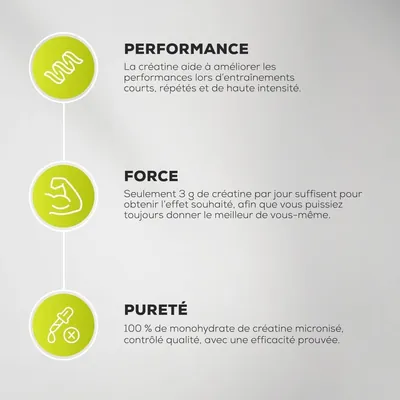 PERFORMANCE
La créatine aide à améliorer les
performances lors d'entraînements
courts, répétés et de haute intensité.
FORCE
Seulement 3 g de créatine par jour suffisent pour
obtenir l'effet souhaité, afin que vous puissiez
toujours donner le meilleur de vous-même.
PURETÉ
100 % de monohydrate de créatine micronisé,
contrôlé qualité, avec une efficacité prouvée.